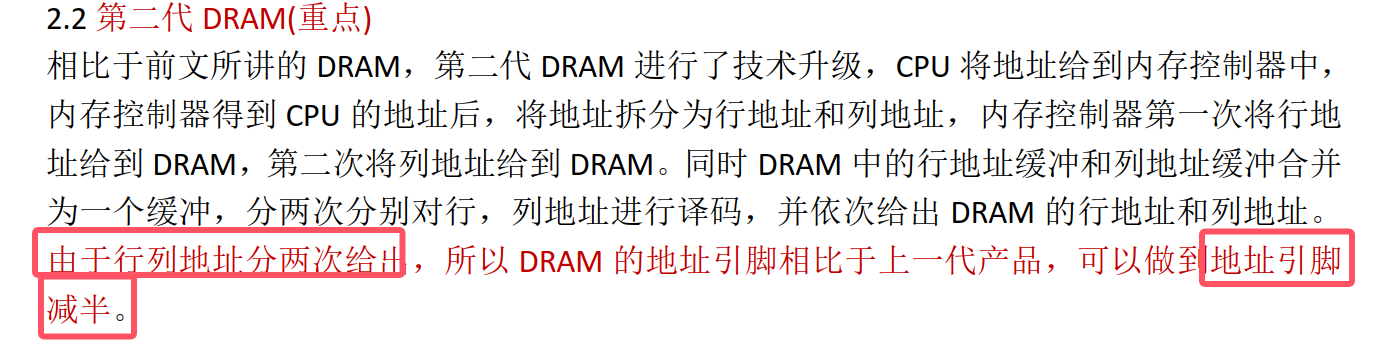 2.2 第二代 DRAM(重点)
相比于前文所讲的 DRAM，第二代 DRAM 进行了技术升级，CPU 将地址给到内存控制器中，
内存控制器得到 CPU 的地址后，将地址拆分为行地址和列地址，内存控制器第一次将行地
址给到 DRAM，第二次将列地址给到 DRAM。同时 DRAM 中的行地址缓冲和列地址缓冲合并
为一个缓冲，分两次分别对行，列地址进行译码，并依次给出 DRAM 的行地址和列地址。
由于行列地址分两次给出，所以 DRAM 的地址引脚相比于上一代产品，可以做到地址引脚
减半。